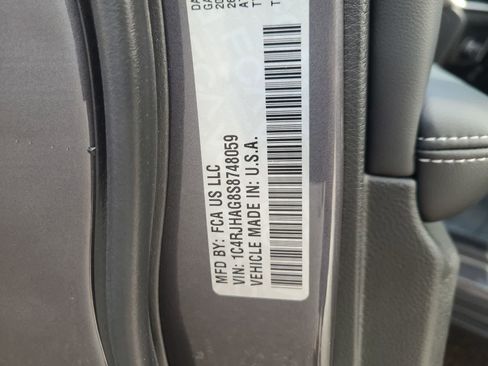 MFD BY: FCA US LLC
VIN: 1C4RJHAG8S8748059
VEHICLE MADE IN: U.S.A.